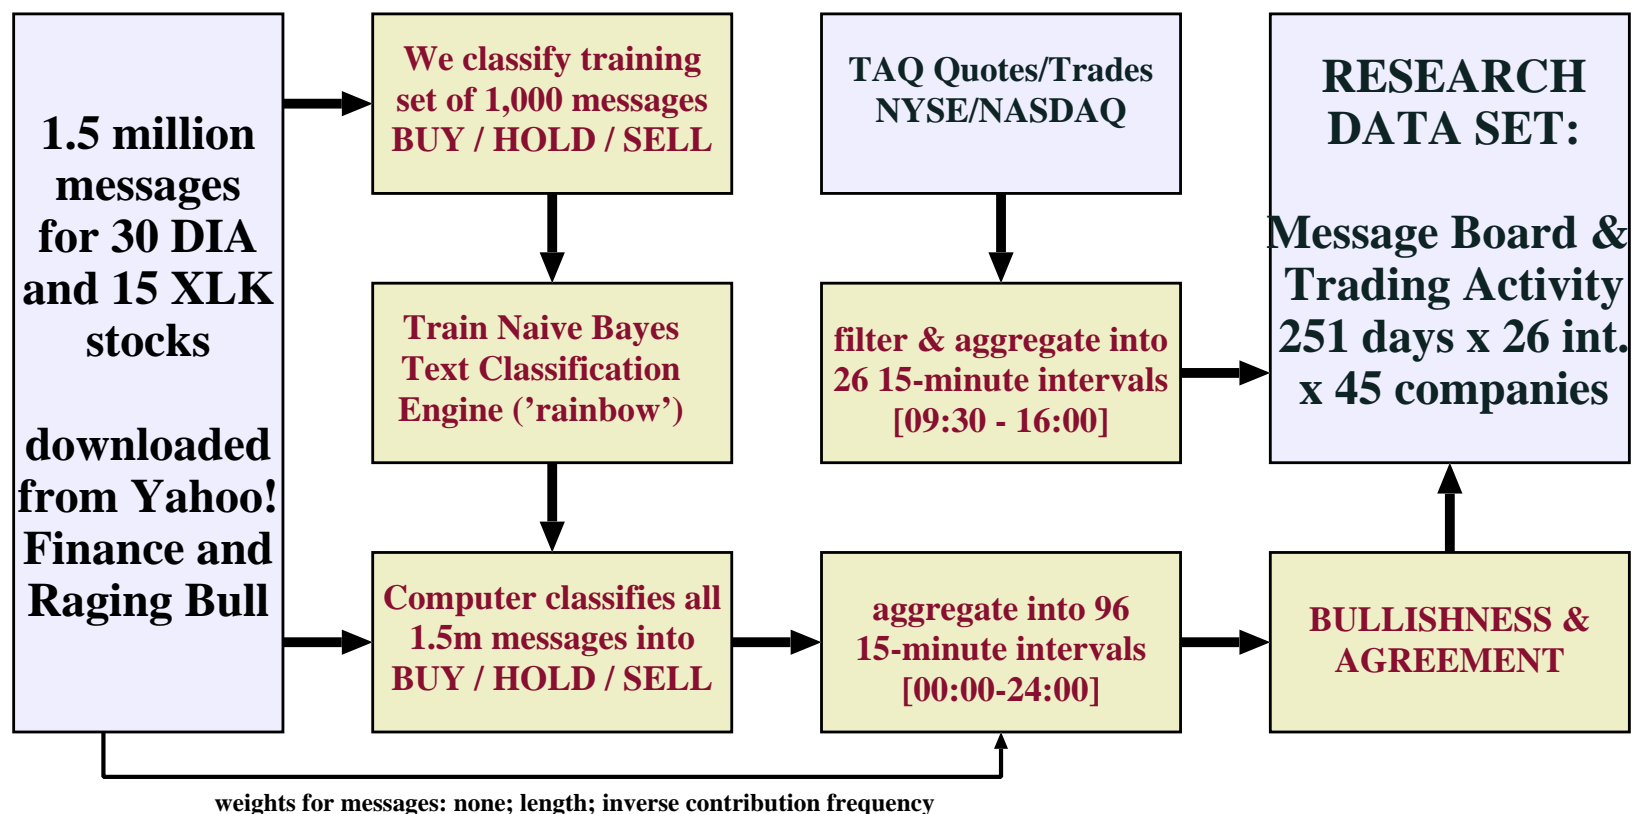 1.5 million
messages
for 30 DIA
and 15 XLK
stocks
downloaded
from Yahoo!
Finance and
Raging Bull
We classify training
set of 1,000 messages
BUY / HOLD / SELL
Train Naive Bayes
Text Classification
Engine (’rainbow’)
Computer classifies all
1.5m messages into
BUY / HOLD / SELL
TAQ Quotes/Trades
NYSE/NASDAQ
filter & aggregate into
26 15-minute intervals
[09:30 - 16:00]
aggregate into 96
15-minute intervals
[00:00-24:00]
RESEARCH
DATA SET:
Message Board &
Trading Activity
251 days x 26 int.
x 45 companies
BULLISHNESS &
AGREEMENT
weights for messages: none; length; inverse contribution frequency